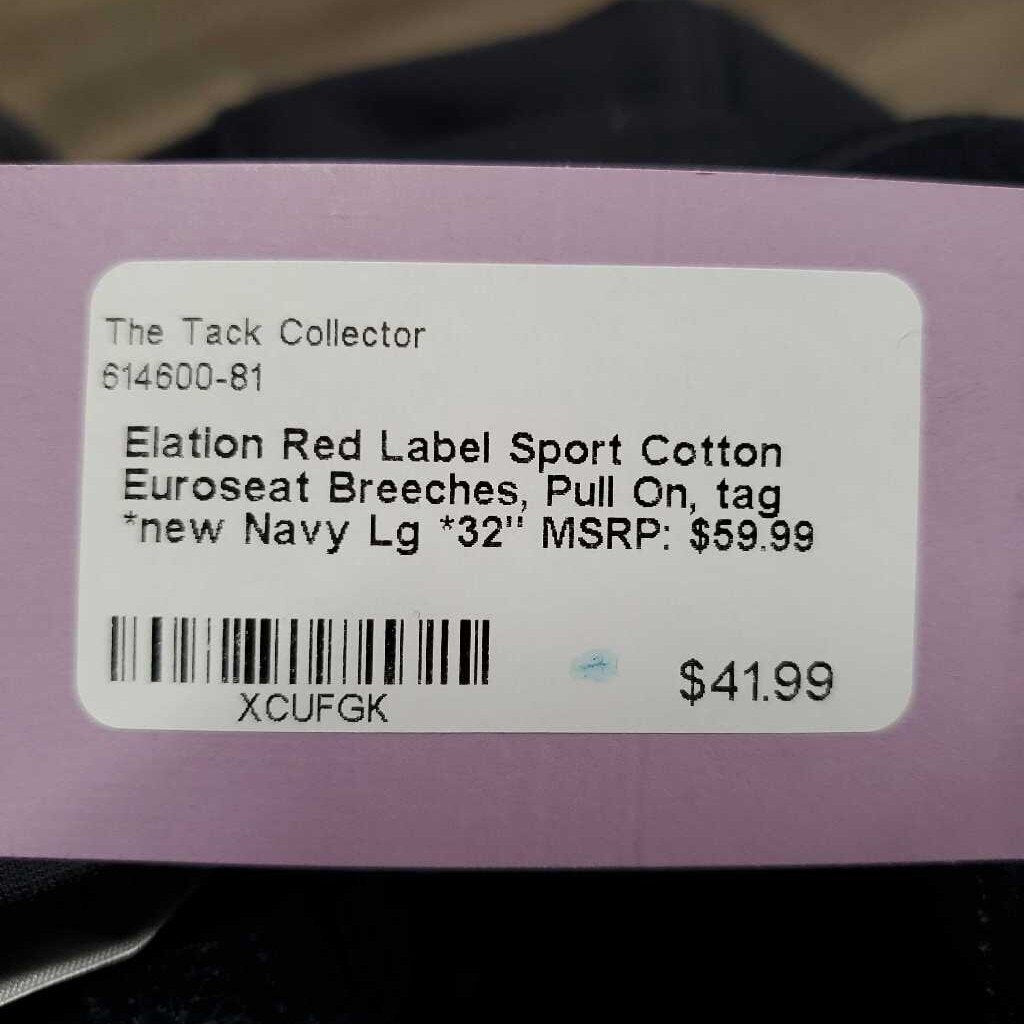 The Tack Collector
614600-81
Elation Red Label Sport Cotton
Euroseat Breeches, Pull On, tag
*new Navy Lg *32" MSRP: $59.99
XCUFGK
$41.99